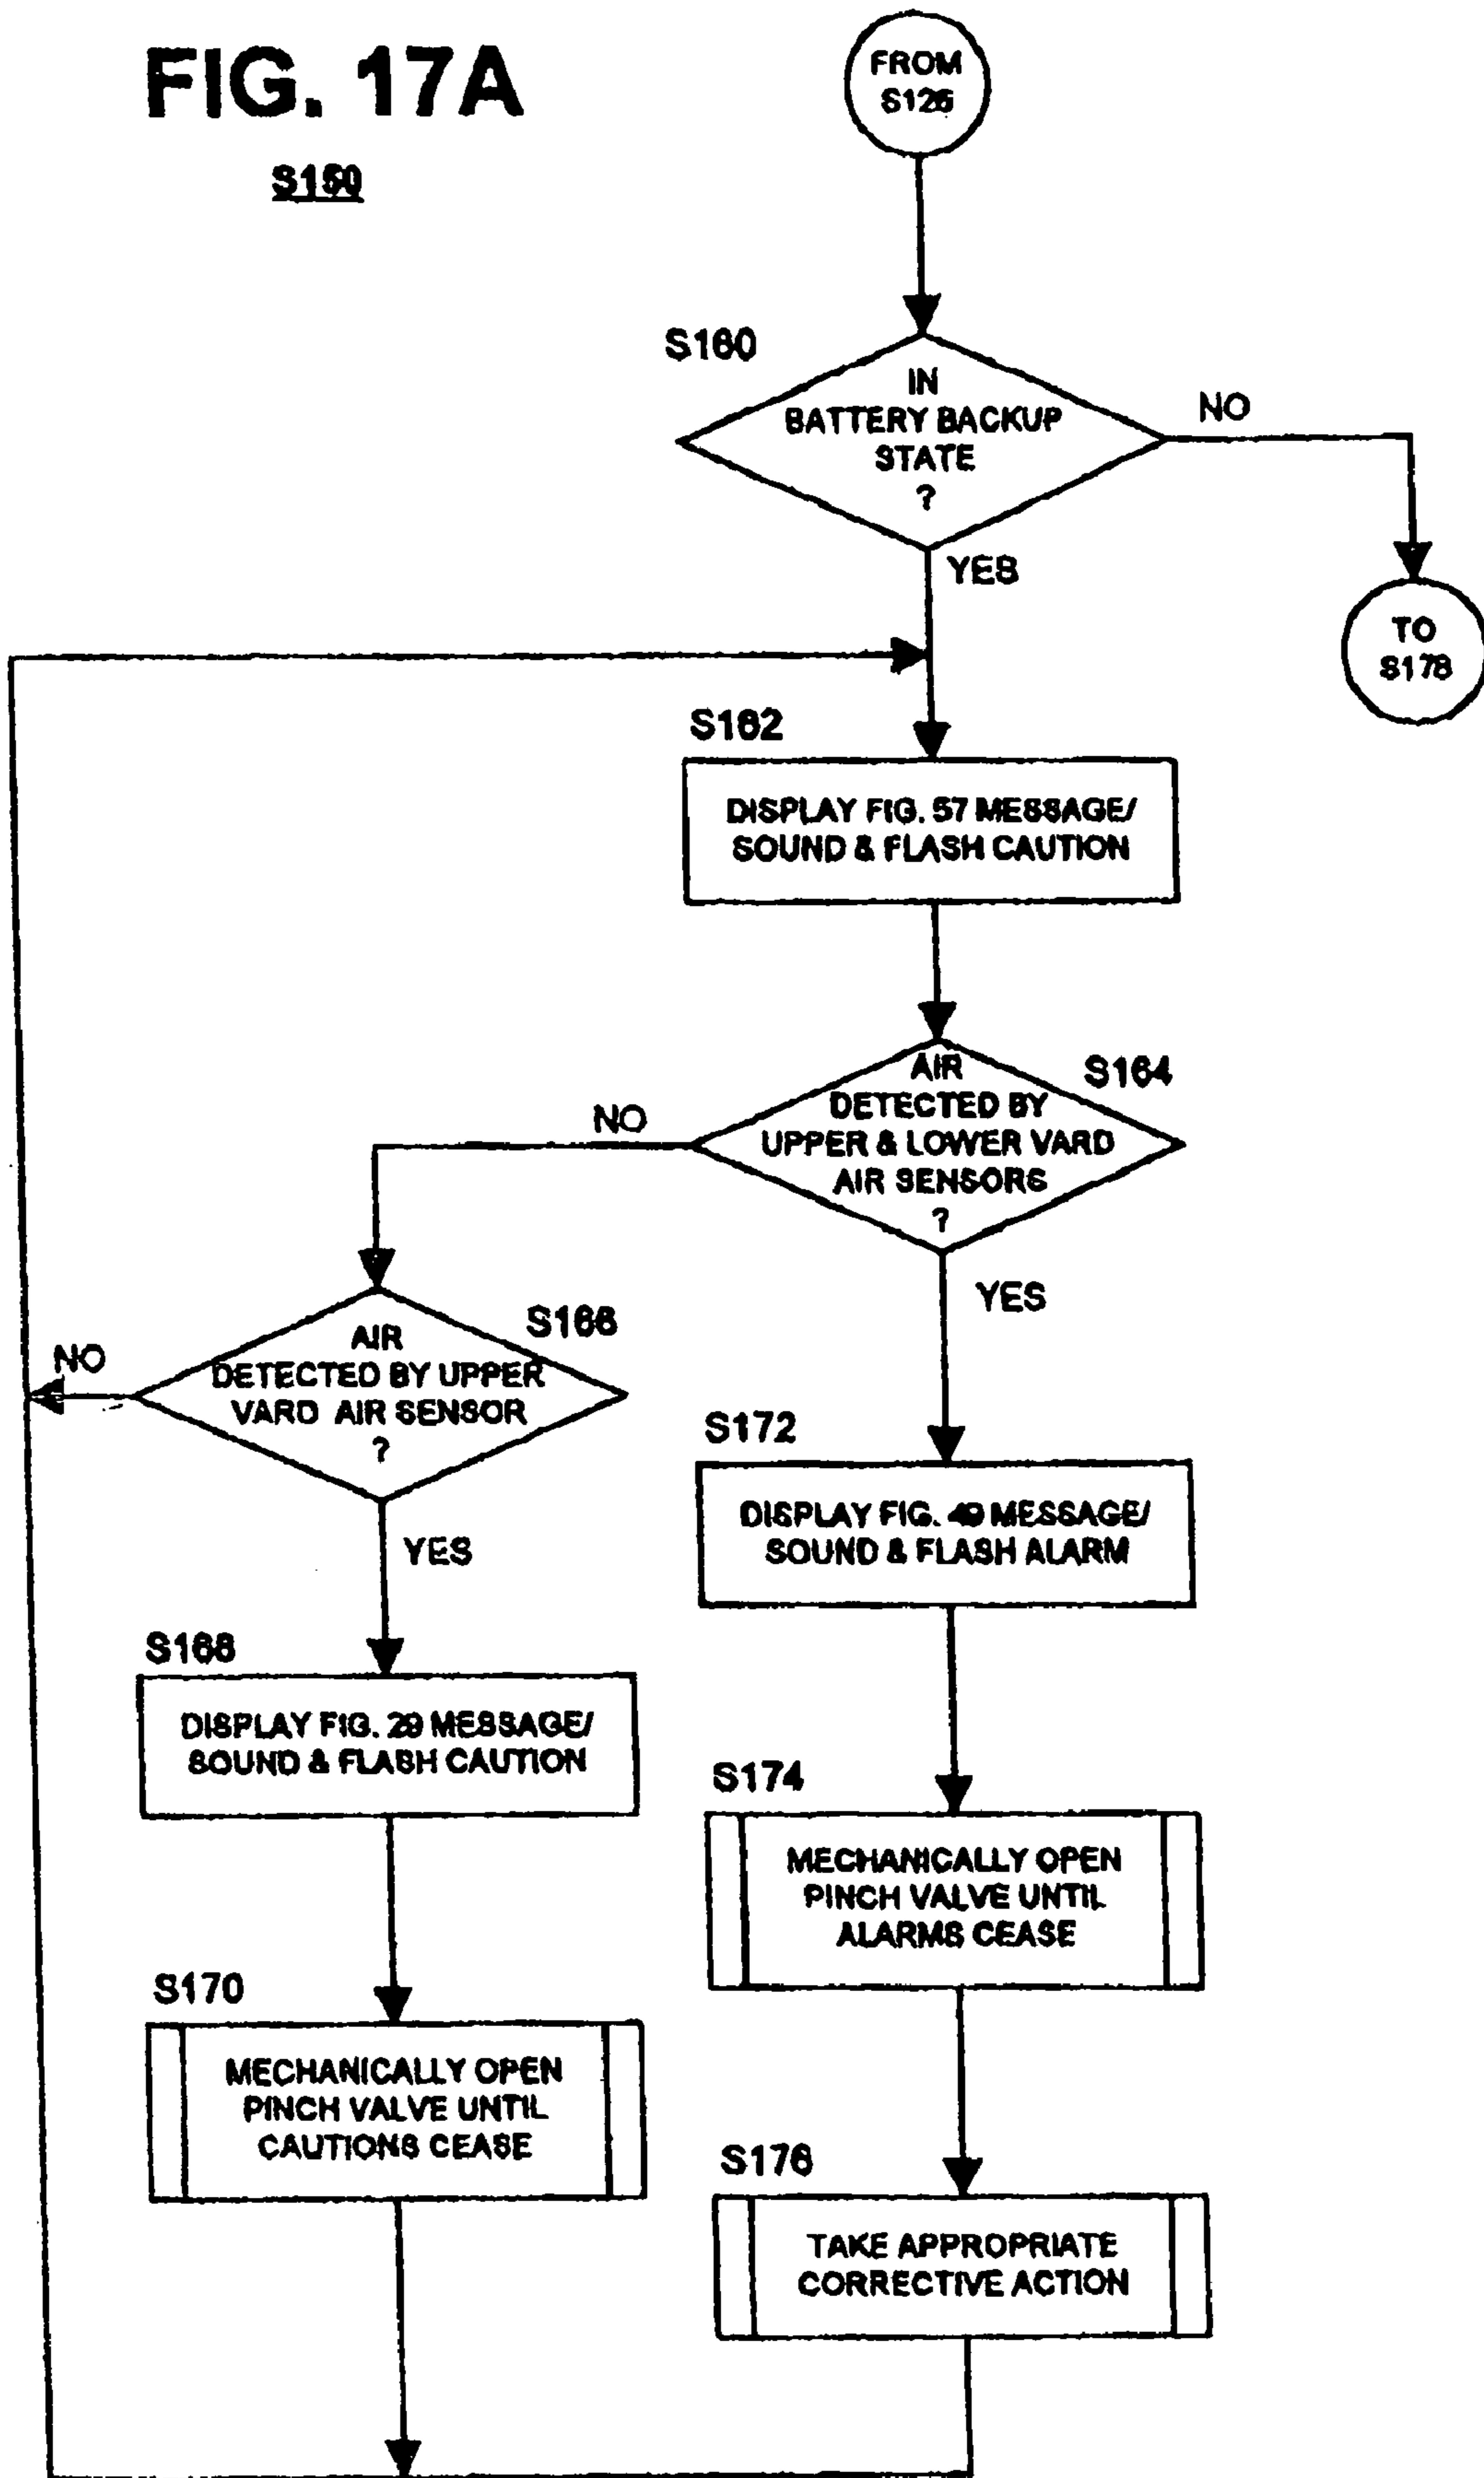 FIG. 17A
S150
FROM
S126
S160
IN
BATTERY BACKUP
STATE
?
NO
YES
TO
S178
S162
DISPLAY FIG. 57 MESSAGE/
SOUND & FLASH CAUTION
S164
AIR
DETECTED BY
UPPER & LOWER VARD
AIR SENSORS
?
NO
YES
S166
AIR
DETECTED BY UPPER
VARD AIR SENSOR
?
NO
YES
S172
DISPLAY FIG. 49 MESSAGE/
SOUND & FLASH ALARM
S168
DISPLAY FIG. 29 MESSAGE/
SOUND & FLASH CAUTION
S174
MECHANICALLY OPEN
PINCH VALVE UNTIL
ALARMS CEASE
S170
MECHANICALLY OPEN
PINCH VALVE UNTIL
CAUTIONS CEASE
S176
TAKE APPROPRIATE
CORRECTIVE ACTION